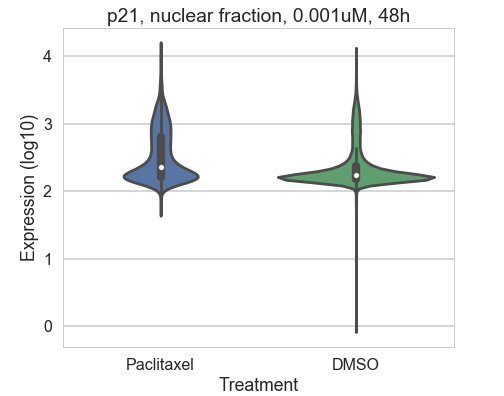 p21, nuclear fraction, 0.001uM, 48h
Expression (log10)
4
3
2
1
0
Paclitaxel DMSO
Treatment